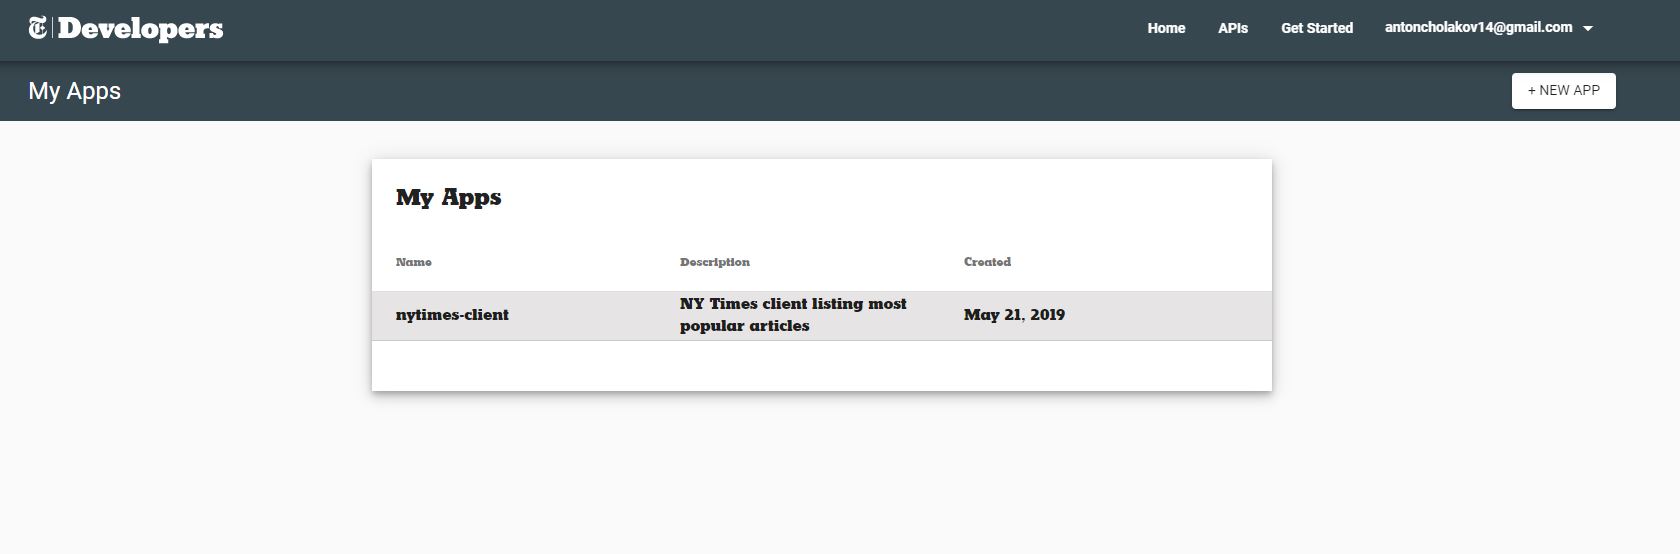 T Developers
Home APIs Get Started antoncholakov14@gmail.com
My Apps
+ NEW APP
My Apps
Name Description Created
nytimes-client NY Times client listing most popular articles May 21, 2019